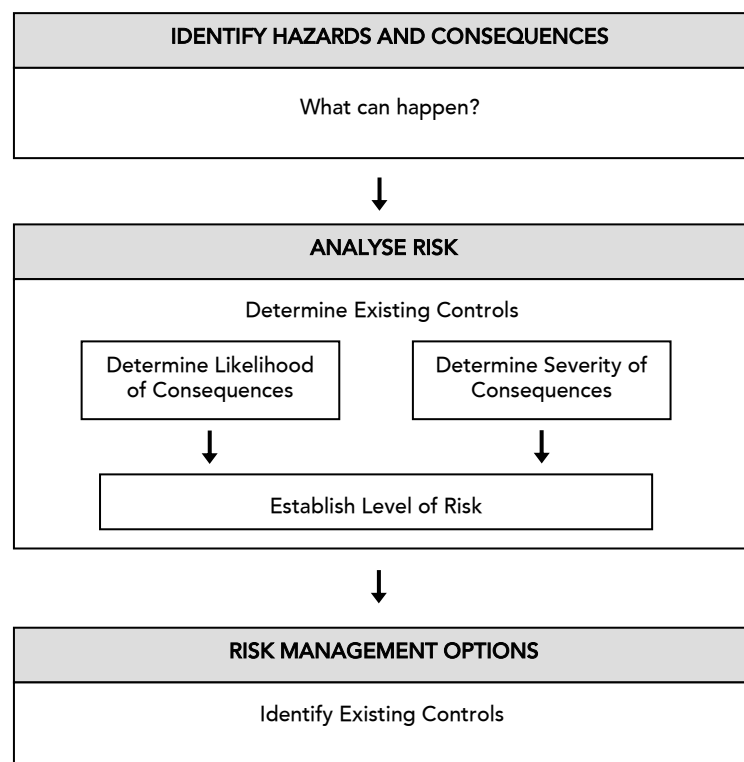 IDENTIFY HAZARDS AND CONSEQUENCES
What can happen?
ANALYSE RISK
Determine Existing Controls
Determine Likelihood
of Consequences
Determine Severity of
Consequences
Establish Level of Risk
RISK MANAGEMENT OPTIONS
Identify Existing Controls